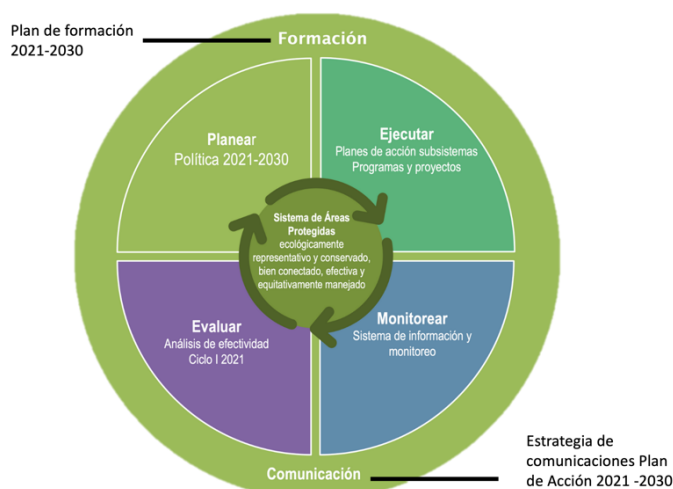 Plan de formación
2021-2030
Formación
Planear
Política 2021-2030
Ejecutar
Planes de acción subsistemas
Programas y proyectos
Sistema de Áreas
Protegidas
ecológicamente
representativo y conservado,
bien conectado, efectiva y
equitativamente manejado
Evaluar
Análisis de efectividad
Ciclo I 2021
Monitorear
Sistema de información y
monitoreo
Comunicación
Estrategia de
comunicaciones Plan
de Acción 2021 -2030